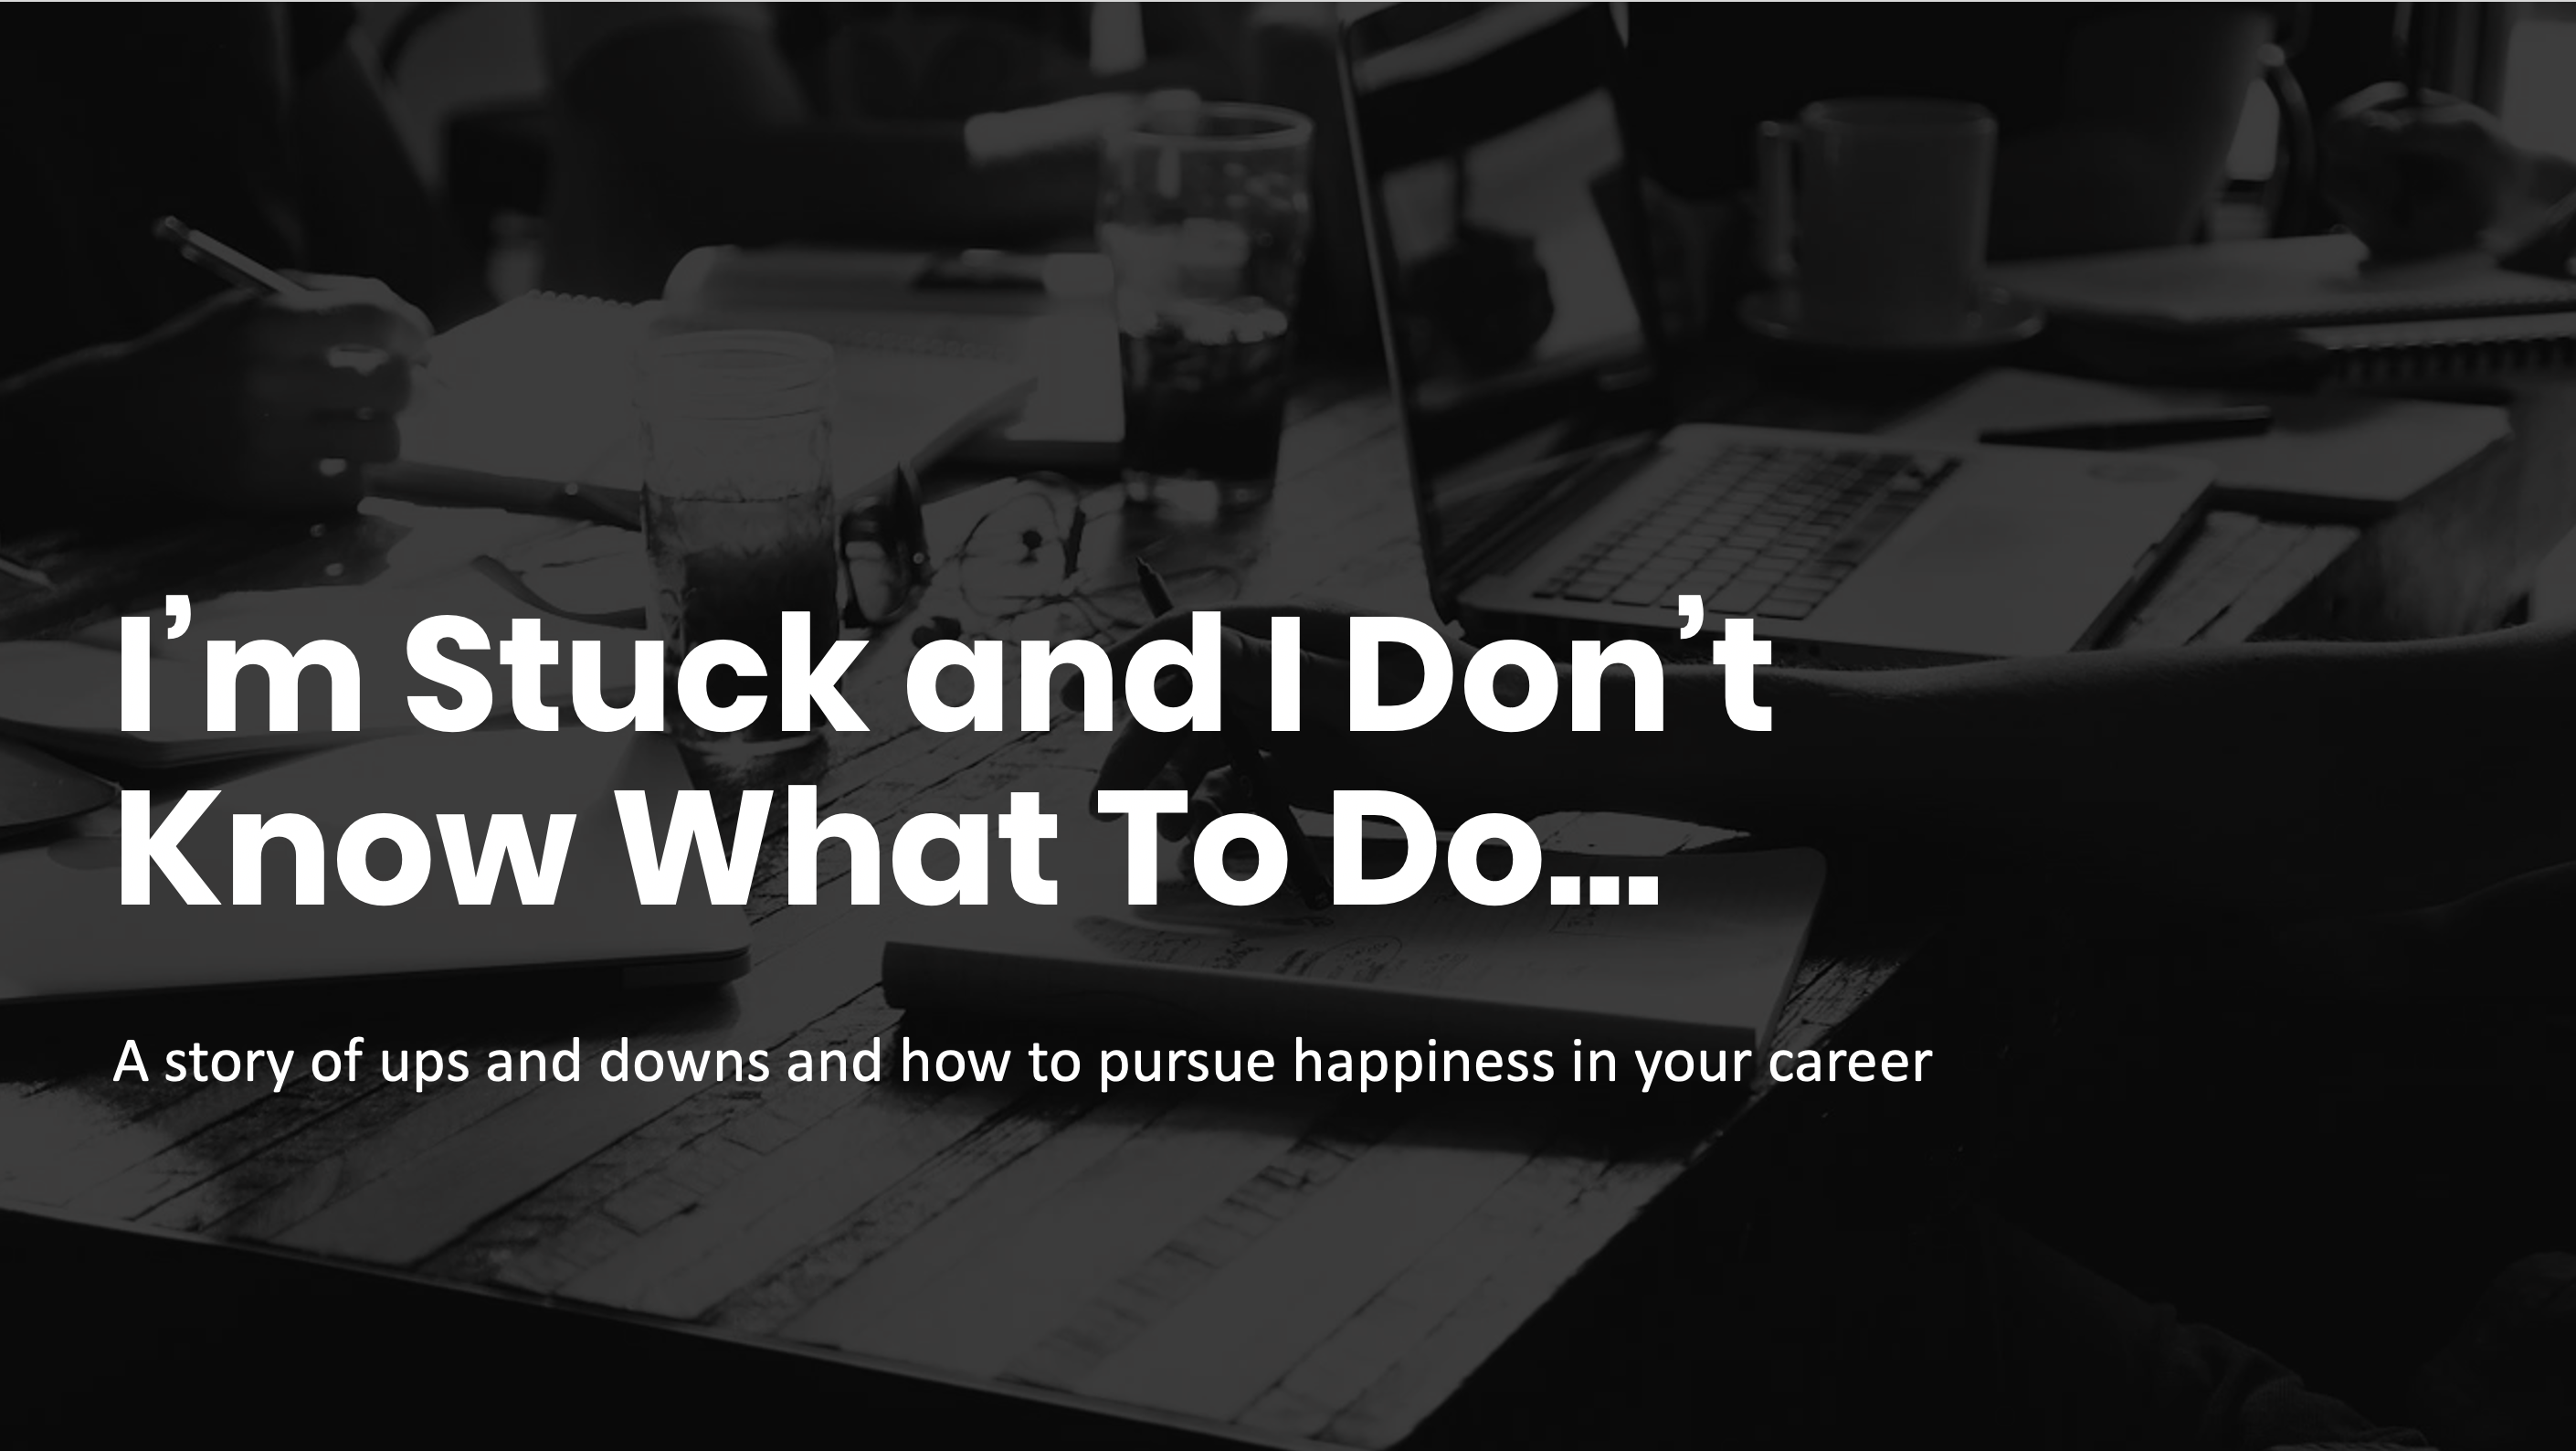 I’m Stuck and I Don’t
Know What To Do...
A story of ups and downs and how to pursue happiness in your career